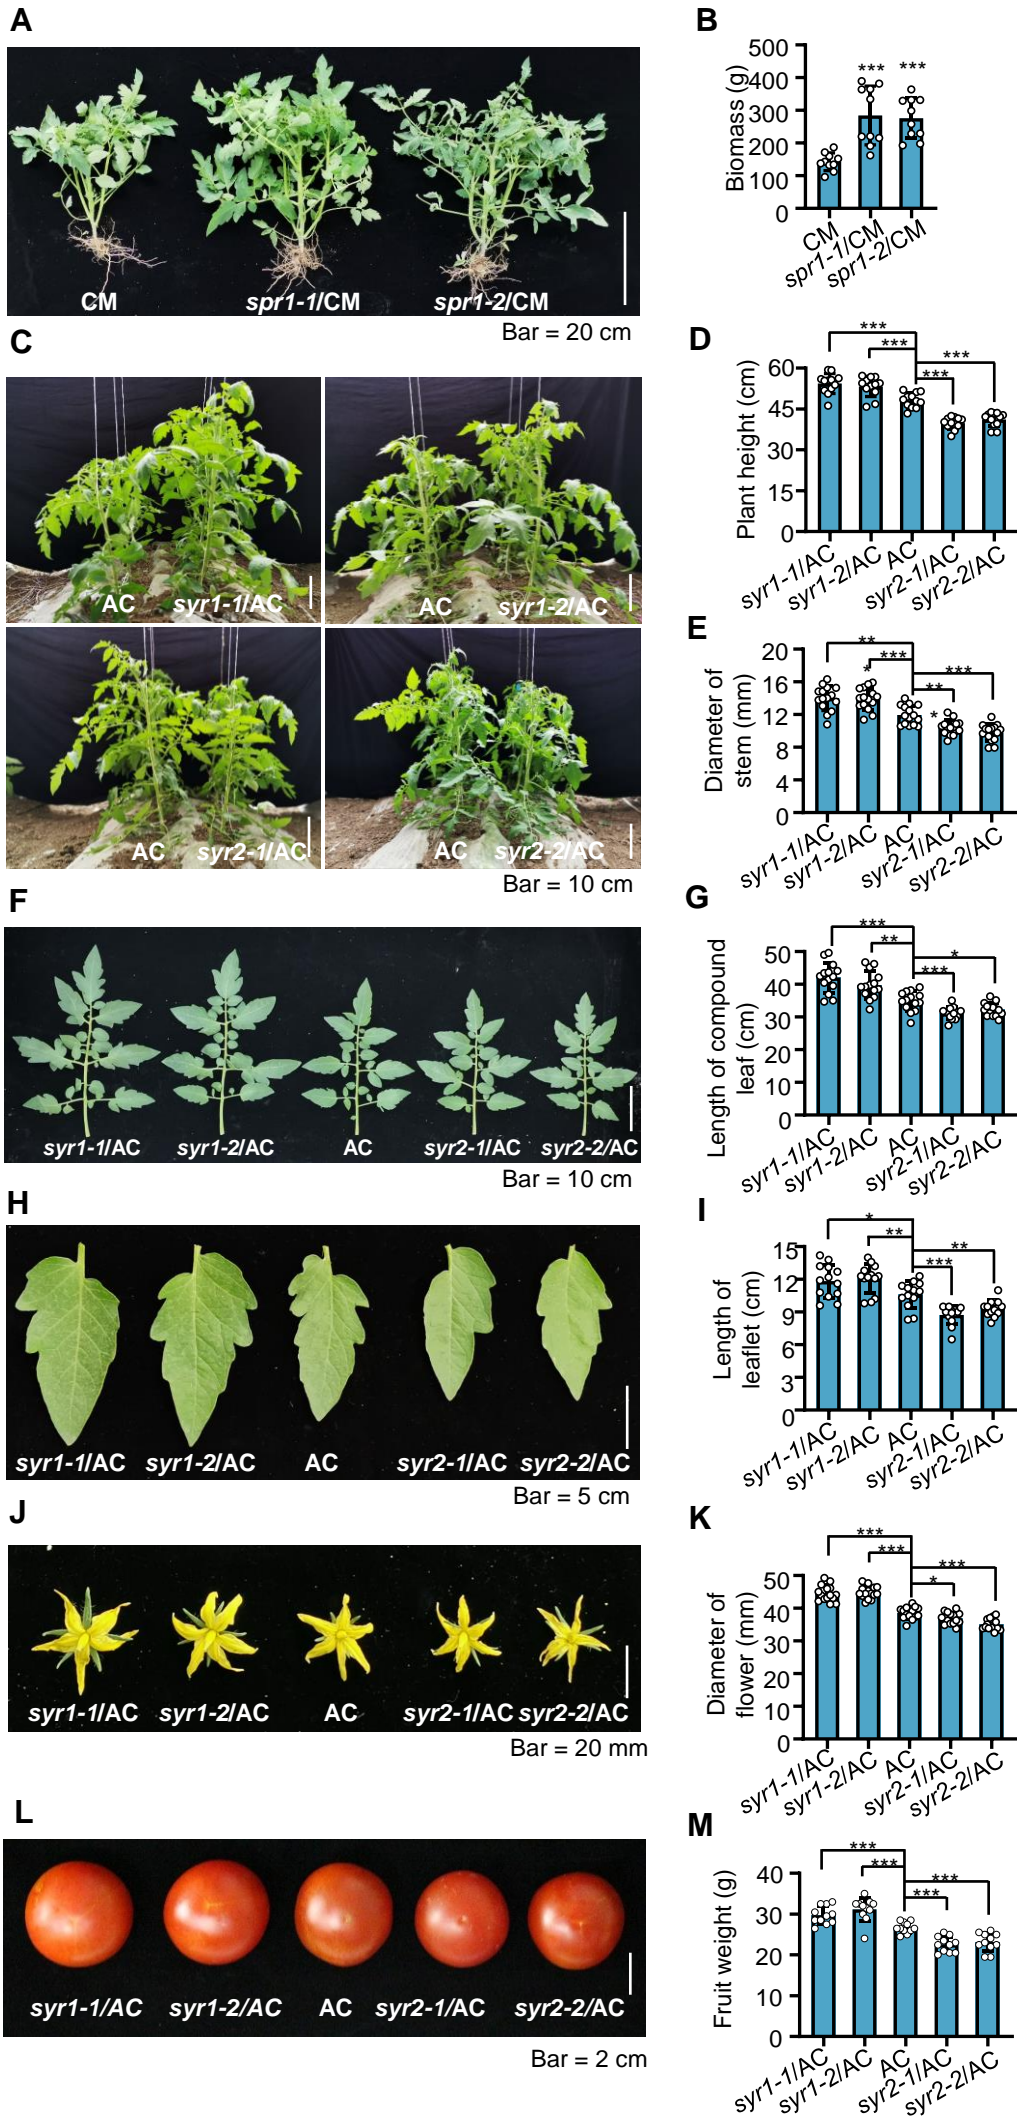 A
CM
spr1-1/CM
spr1-2/CM
Bar = 20 cm
B
Biomass (g)
500
400
300
200
100
0
***
***
CM
spr1-1/CM
spr1-2/CM
C
AC
syr1-1/AC
AC
syr1-2/AC
AC
syr2-1/AC
AC
syr2-2/AC
Bar = 10 cm
D
Plant height (cm)
60
45
30
15
0
***
***
***
***
syr1-1/AC
syr1-2/AC
AC
syr2-1/AC
syr2-2/AC
E
Diameter of
stem (mm)
20
16
12
8
4
0
**
*
***
***
**
*
syr1-1/AC
syr1-2/AC
AC
syr2-1/AC
syr2-2/AC
F
syr1-1/AC
syr1-2/AC
AC
syr2-1/AC
syr2-2/AC
Bar = 10 cm
G
Length of compound
leaf (cm)
50
40
30
20
10
0
***
**
*
***
syr1-1/AC
syr1-2/AC
AC
syr2-1/AC
syr2-2/AC
H
syr1-1/AC
syr1-2/AC
AC
syr2-1/AC
syr2-2/AC
Bar = 5 cm
I
Length of
leaflet (cm)
15
12
9
6
3
0
*
**
**
***
syr1-1/AC
syr1-2/AC
AC
syr2-1/AC
syr2-2/AC
J
syr1-1/AC
syr1-2/AC
AC
syr2-1/AC
syr2-2/AC
Bar = 20 mm
K
Diameter of
flower (mm)
50
40
30
20
10
0
***
***
***
*
syr1-1/AC
syr1-2/AC
AC
syr2-1/AC
syr2-2/AC
L
syr1-1/AC
syr1-2/AC
AC
syr2-1/AC
syr2-2/AC
Bar = 2 cm
M
Fruit weight (g)
40
30
20
10
0
***
***
***
***
syr1-1/AC
syr1-2/AC
AC
syr2-1/AC
syr2-2/AC